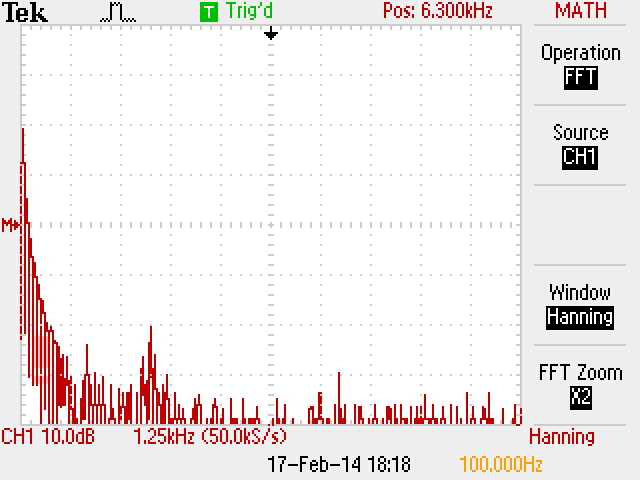 Tek T Trig'd Pos: 6.300kHz MATH
Operation
FFT
Source
CH1
M
Window
Hanning
FFT Zoom
X2
CH1 10.0dB 1.25kHz (50.0kS/s) Hanning
17-Feb-14 18:18 100.000Hz